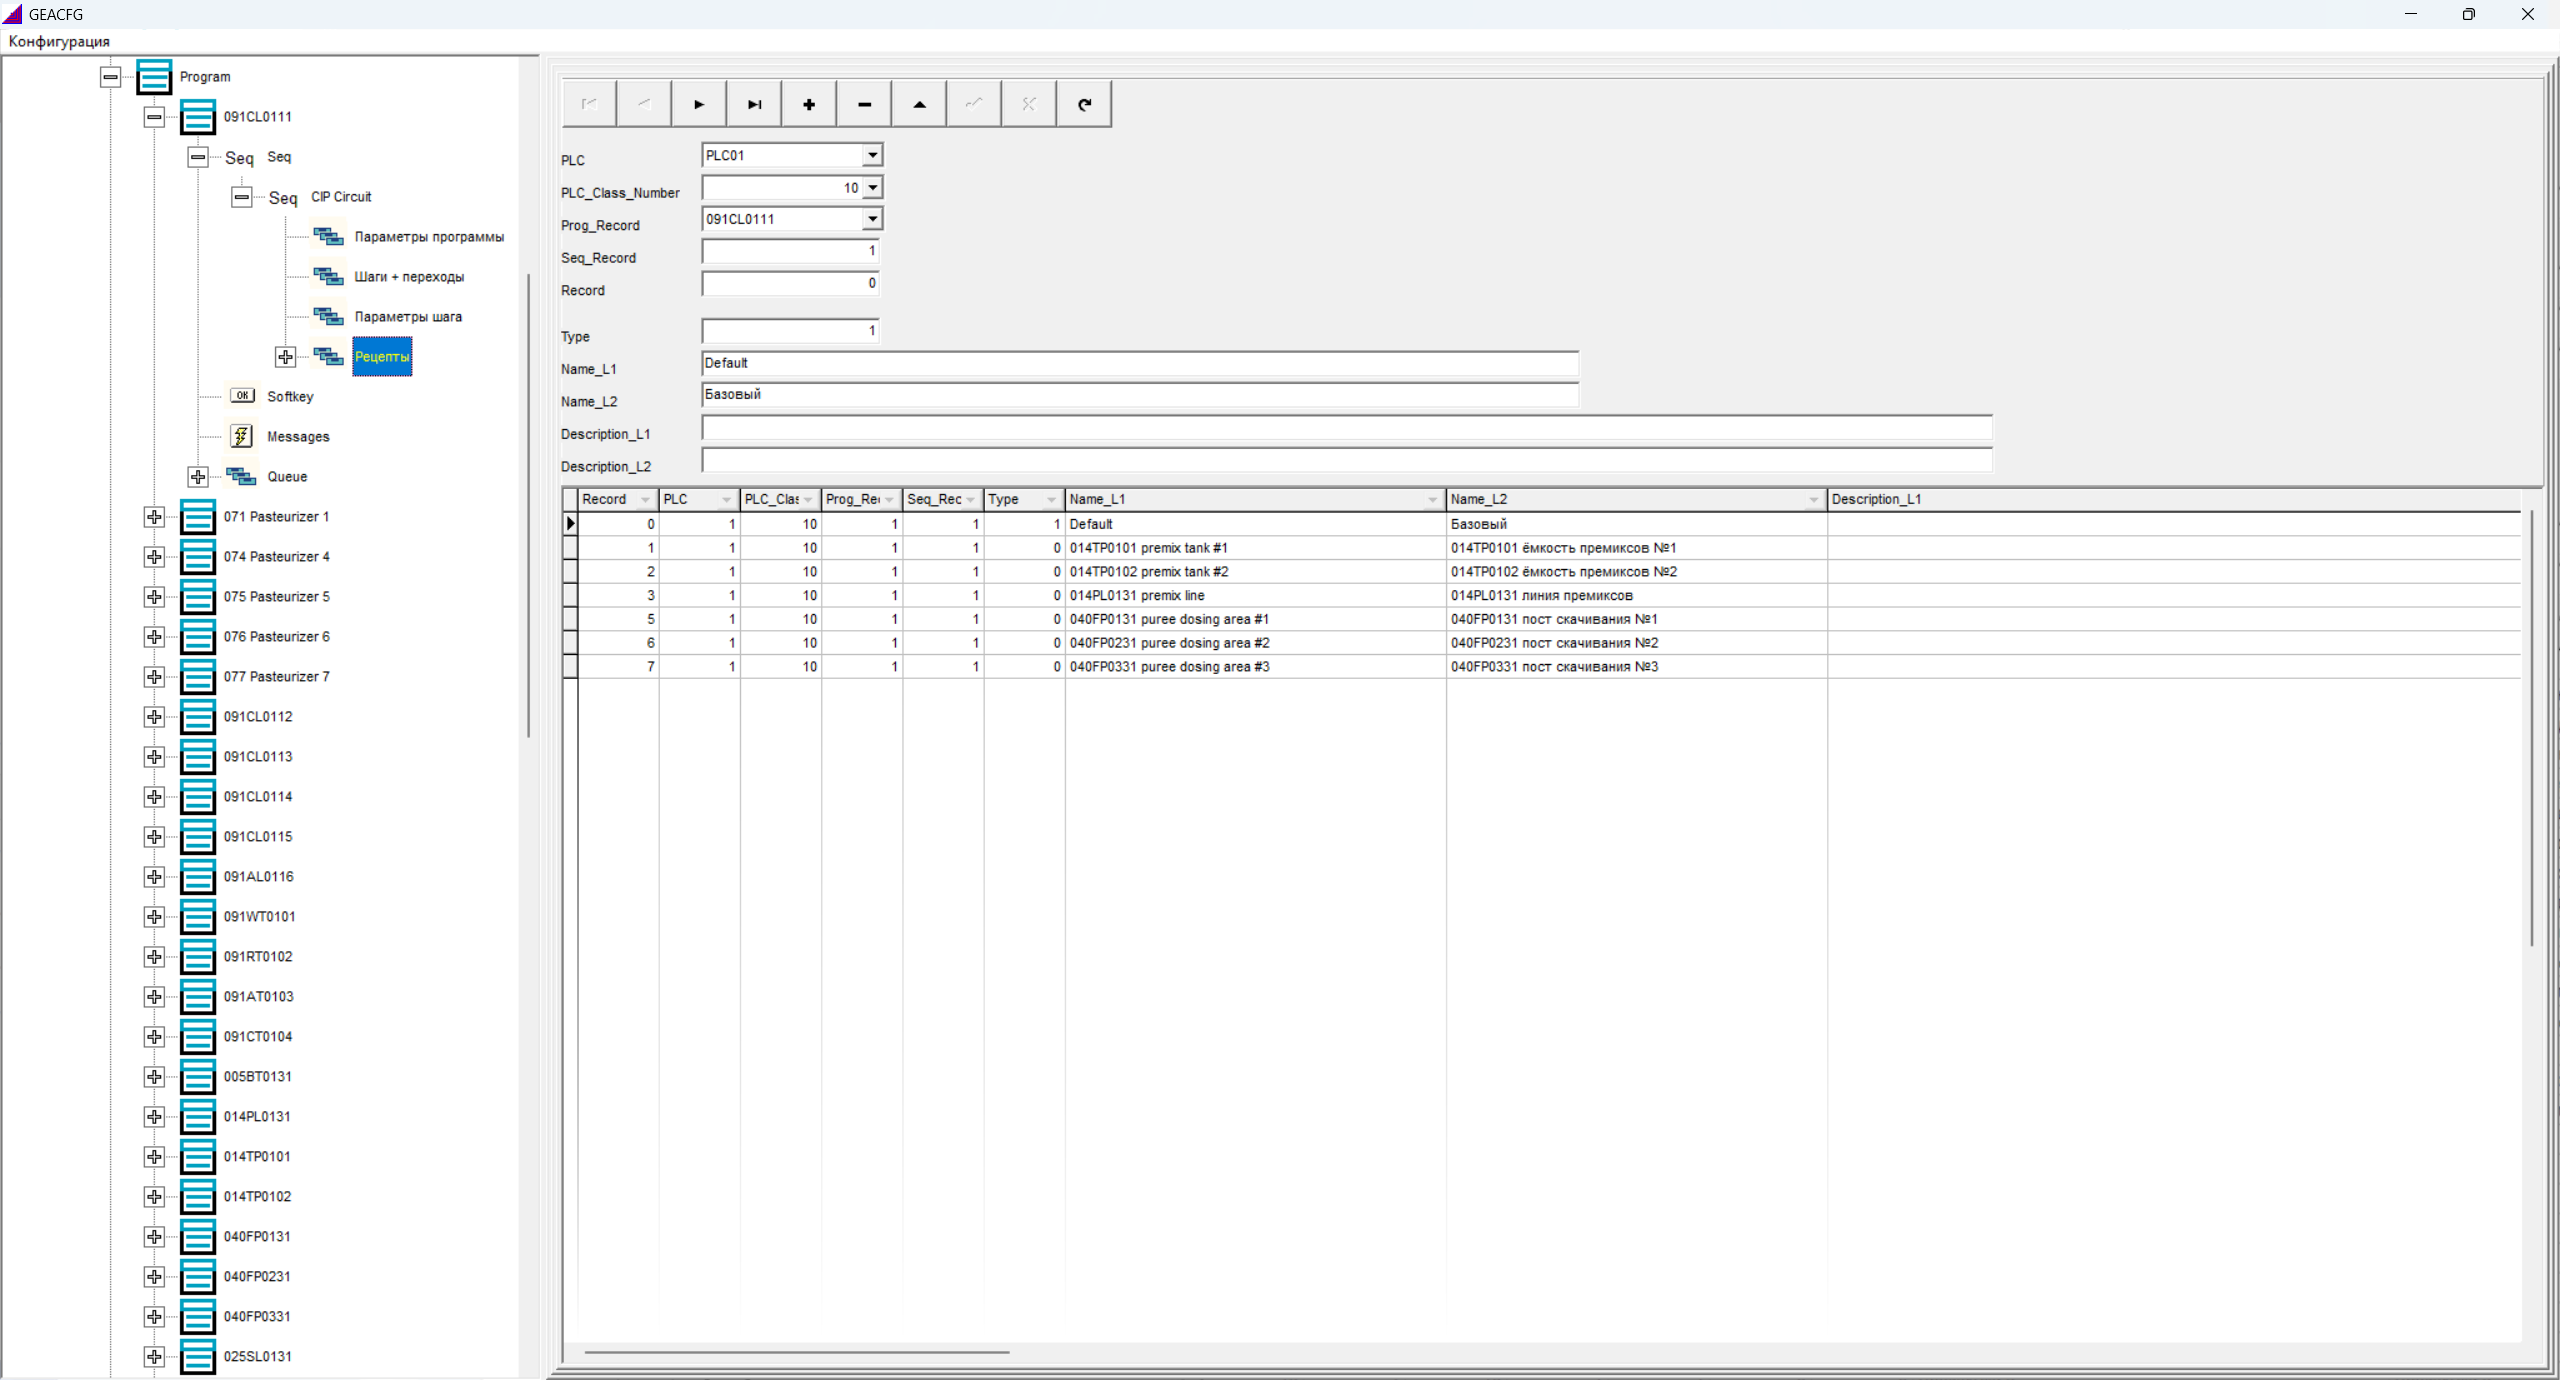 GEACFG
Конфигурация
Program
091CL0111
Seq Seq
Seq CIP Circuit
Параметры программы
Шаги + переходы
Параметры шага
Рецепты
OK Softkey
Messages
Queue
071 Pasteurizer 1
074 Pasteurizer 4
075 Pasteurizer 5
076 Pasteurizer 6
077 Pasteurizer 7
091CL0112
091CL0113
091CL0114
091CL0115
091AL0116
091WT0101
091RT0102
091AT0103
091CT0104
005BT0131
014PL0131
014TP0101
014TP0102
040FP0131
040FP0231
040FP0331
025SL0131
PLC PLC01
PLC_Class_Number 10
Prog_Record 091CL0111
Seq_Record 1
Record 0
Type 1
Name_L1 Default
Name_L2 Базовый
Description_L1
Description_L2
Record PLC PLC_Clas Prog_Re Seq_Rec Type Name_L1 Name_L2 Description_L1
0 1 10 1 1 1 Default Базовый
1 1 10 1 1 0 014TP0101 premix tank #1 014TP0101 ёмкость премиксов №1
2 1 10 1 1 0 014TP0102 premix tank #2 014TP0102 ёмкость премиксов №2
3 1 10 1 1 0 014PL0131 premix line 014PL0131 линия премиксов
5 1 10 1 1 0 040FP0131 puree dosing area #1 040FP0131 пост скачивания №1
6 1 10 1 1 0 040FP0231 puree dosing area #2 040FP0231 пост скачивания №2
7 1 10 1 1 0 040FP0331 puree dosing area #3 040FP0331 пост скачивания №3